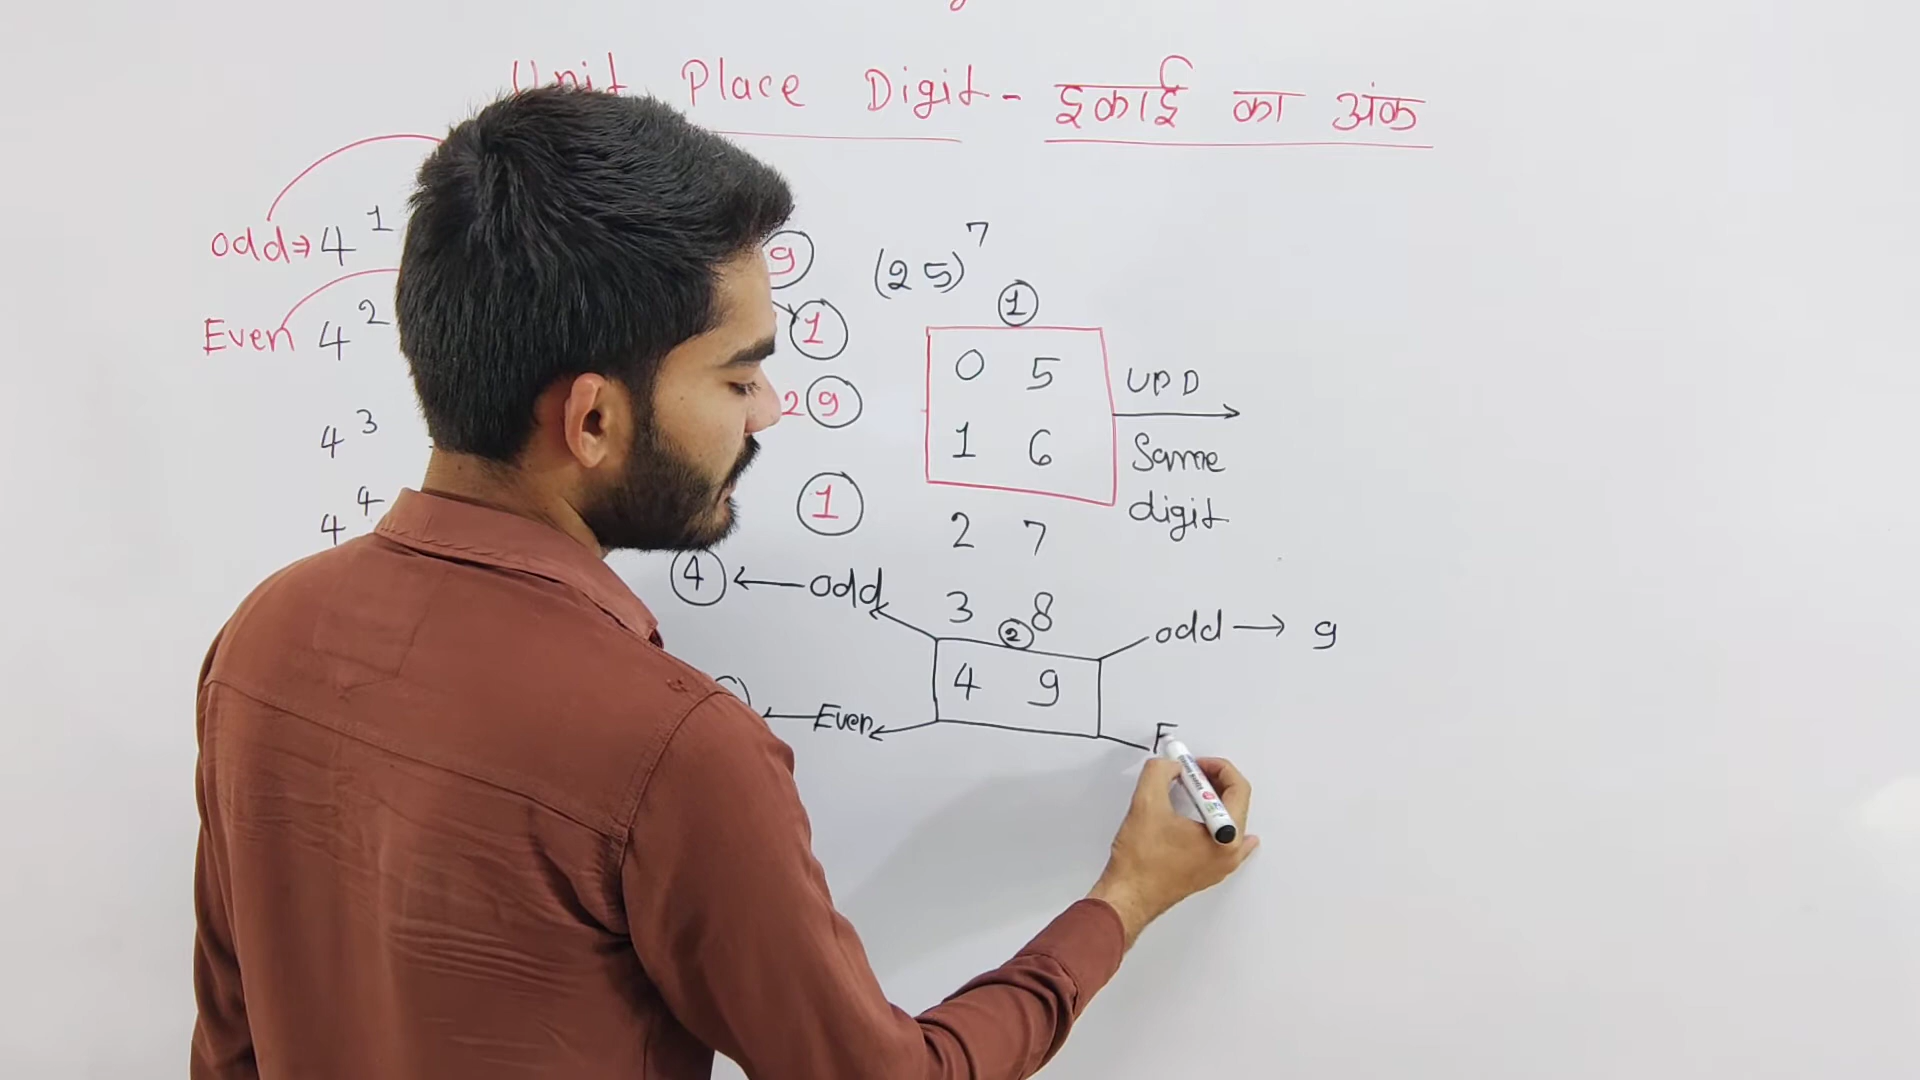 Unit Place Digit - इकाई का अंक
odd ⇒ 4^1
9
(25)^7
Even 4^2
1
1
0 5
UPD
4^3
29
1 6
Same
digit
4^4
1
2 7
4 ← odd
3 8
odd → 9
2
4 9
← Even
E